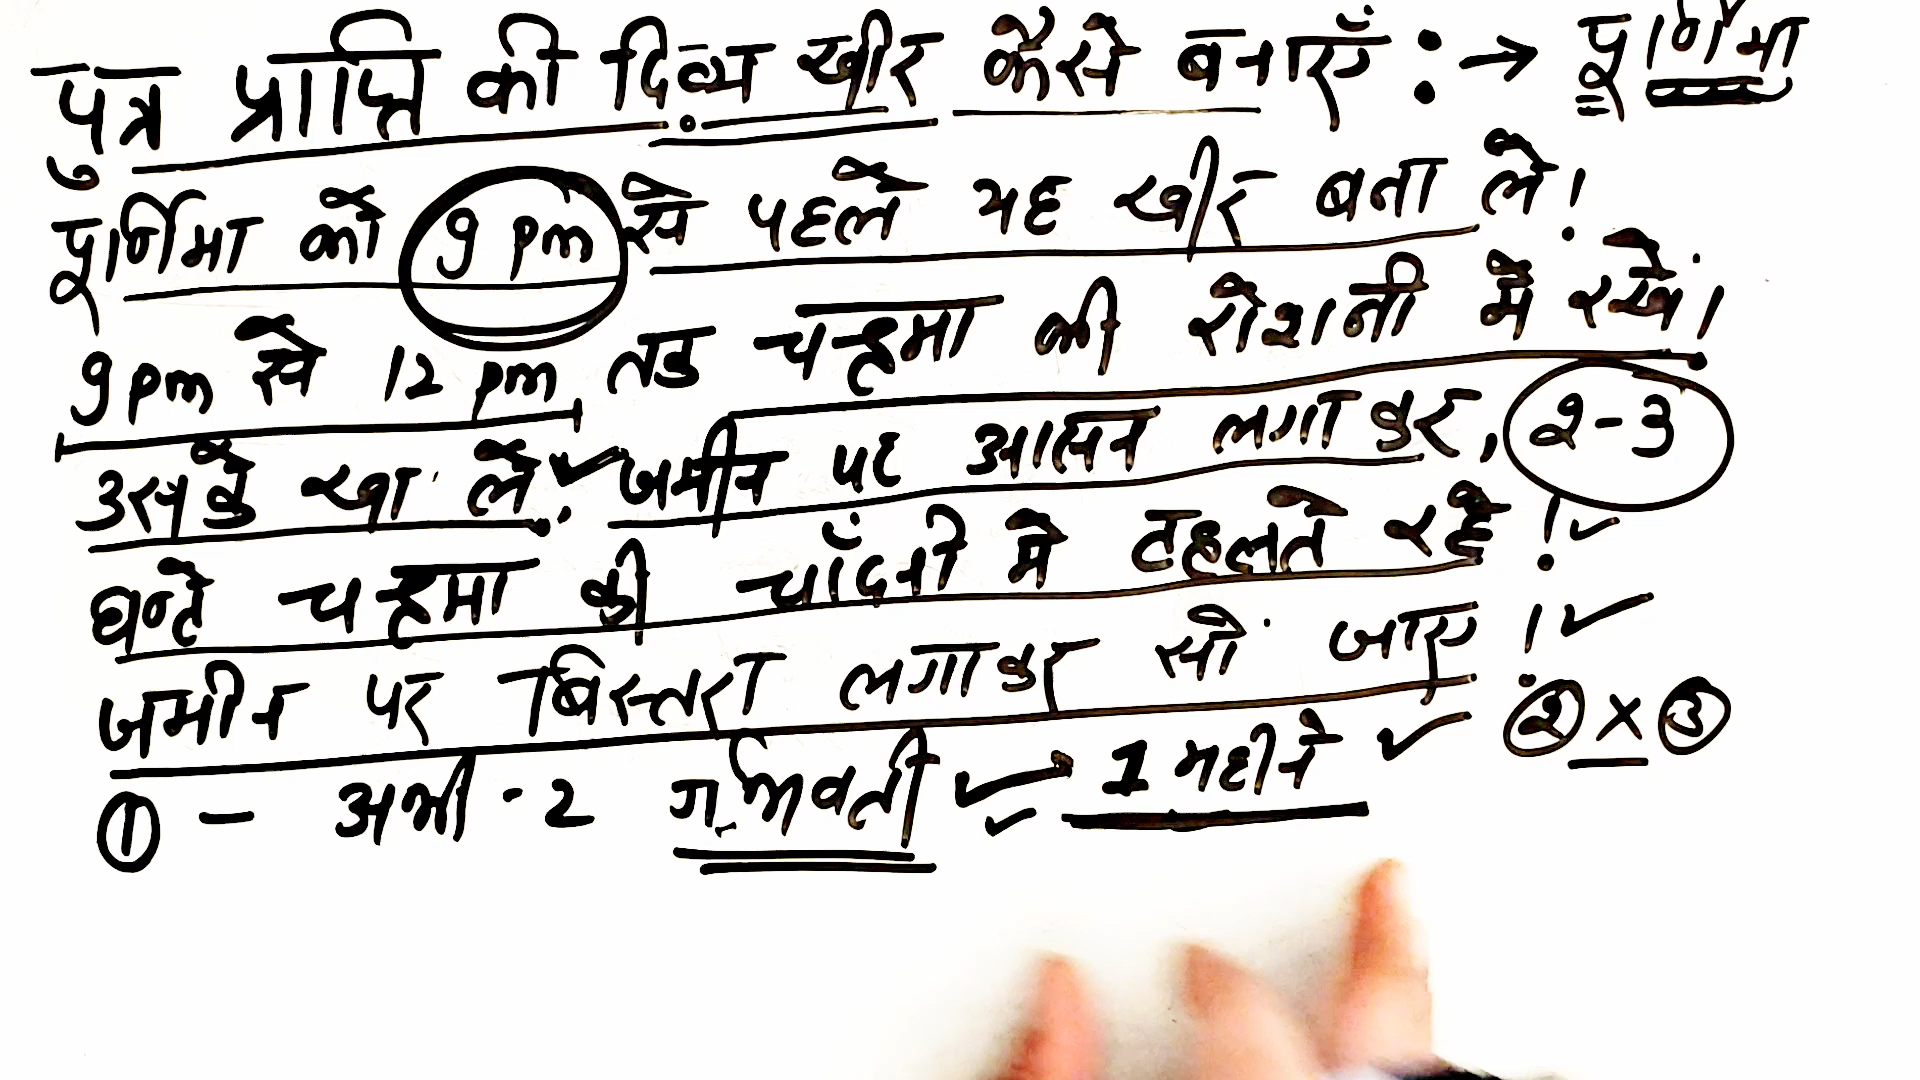 पुत्र प्राप्ति की दिव्य खीर कैसे बनाएँ :→ पूर्णिमा
पूर्णिमा को 9 pm से पहले यह खीर बना ले!
9 pm से 12 pm तक चन्द्रमा की रोशनी में रखें।
उसके खा लें! जमीन पर आसन लगाकर, 2-3
घण्टे चन्द्रमा की चाँदनी में टहलते रहे!
जमीन पर बिस्तरा लगाकर सो जाए!
① - अभी - 2 गर्भवती 1 महीने ② x ③